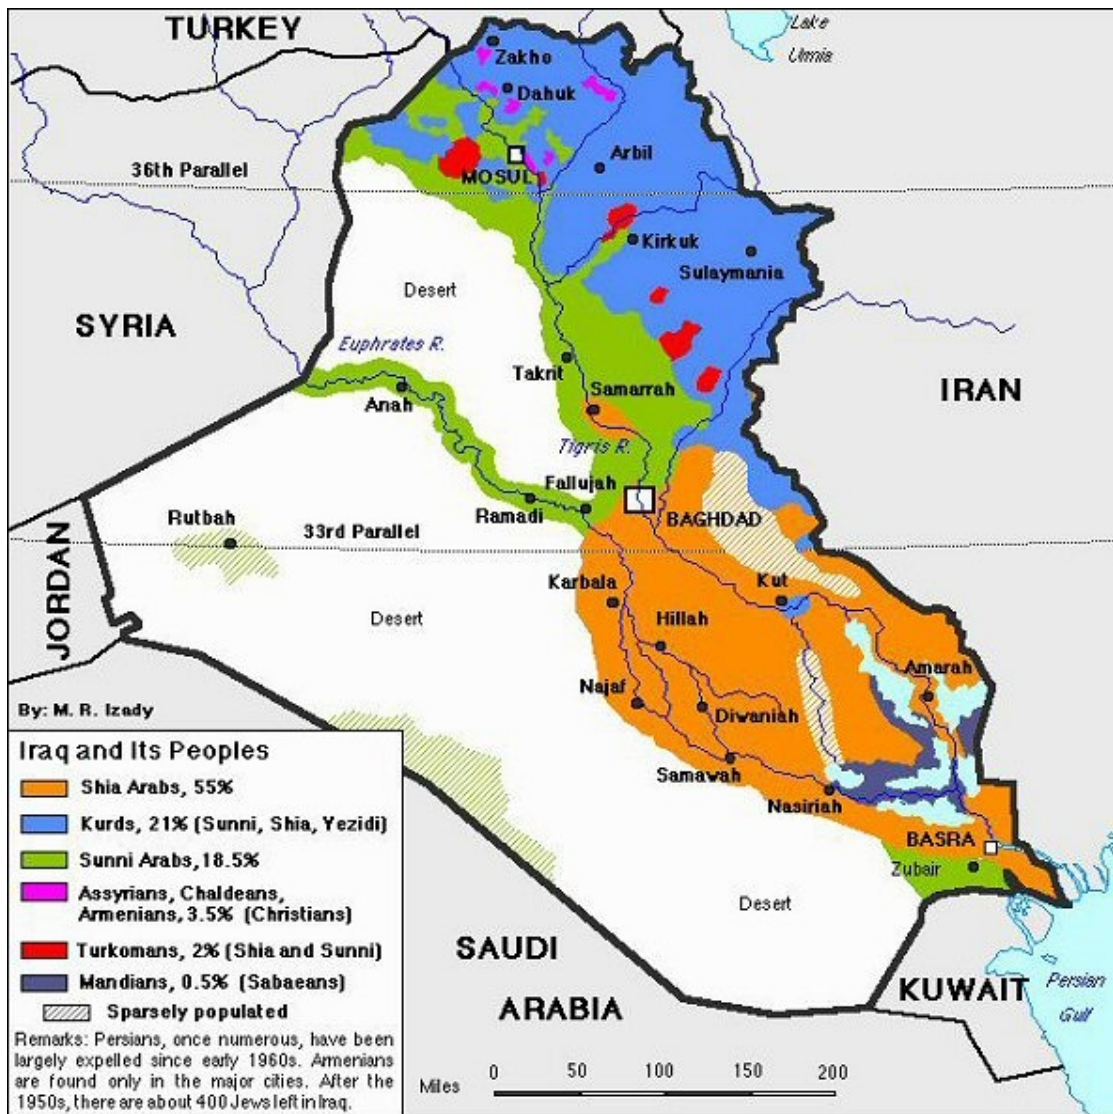 TURKEY
Lake
Urmia
Zakho
Dahuk
Arbil
36th Parallel
MOSUL
Kirkuk
Sulaymania
Desert
SYRIA
Euphrates R.
Takrit
IRAN
Anah
Samarrah
Tigris R.
Fallujah
Ramadi
BAGHDAD
Rutbah
33rd Parallel
JORDAN
Karbala
Kut
Desert
Hillah
Amarah
Najaf
Diwaniah
By: M. R. Izady
Samawah
Nasiriah
BASRA
Zubair
Desert
SAUDI
ARABIA
KUWAIT
Persian
Gulf
Iraq and Its Peoples
Shia Arabs, 55%
Kurds, 21% (Sunni, Shia, Yezidi)
Sunni Arabs, 18.5%
Assyrians, Chaldeans,
Armenians, 3.5% (Christians)
Turkomans, 2% (Shia and Sunni)
Mandians, 0.5% (Sabaeans)
Sparsely populated
Remarks: Persians, once numerous, have been
largely expelled since early 1960s. Armenians
are found only in the major cities. After the
1950s, there are about 400 Jews left in Iraq.
Miles 0 50 100 150 200